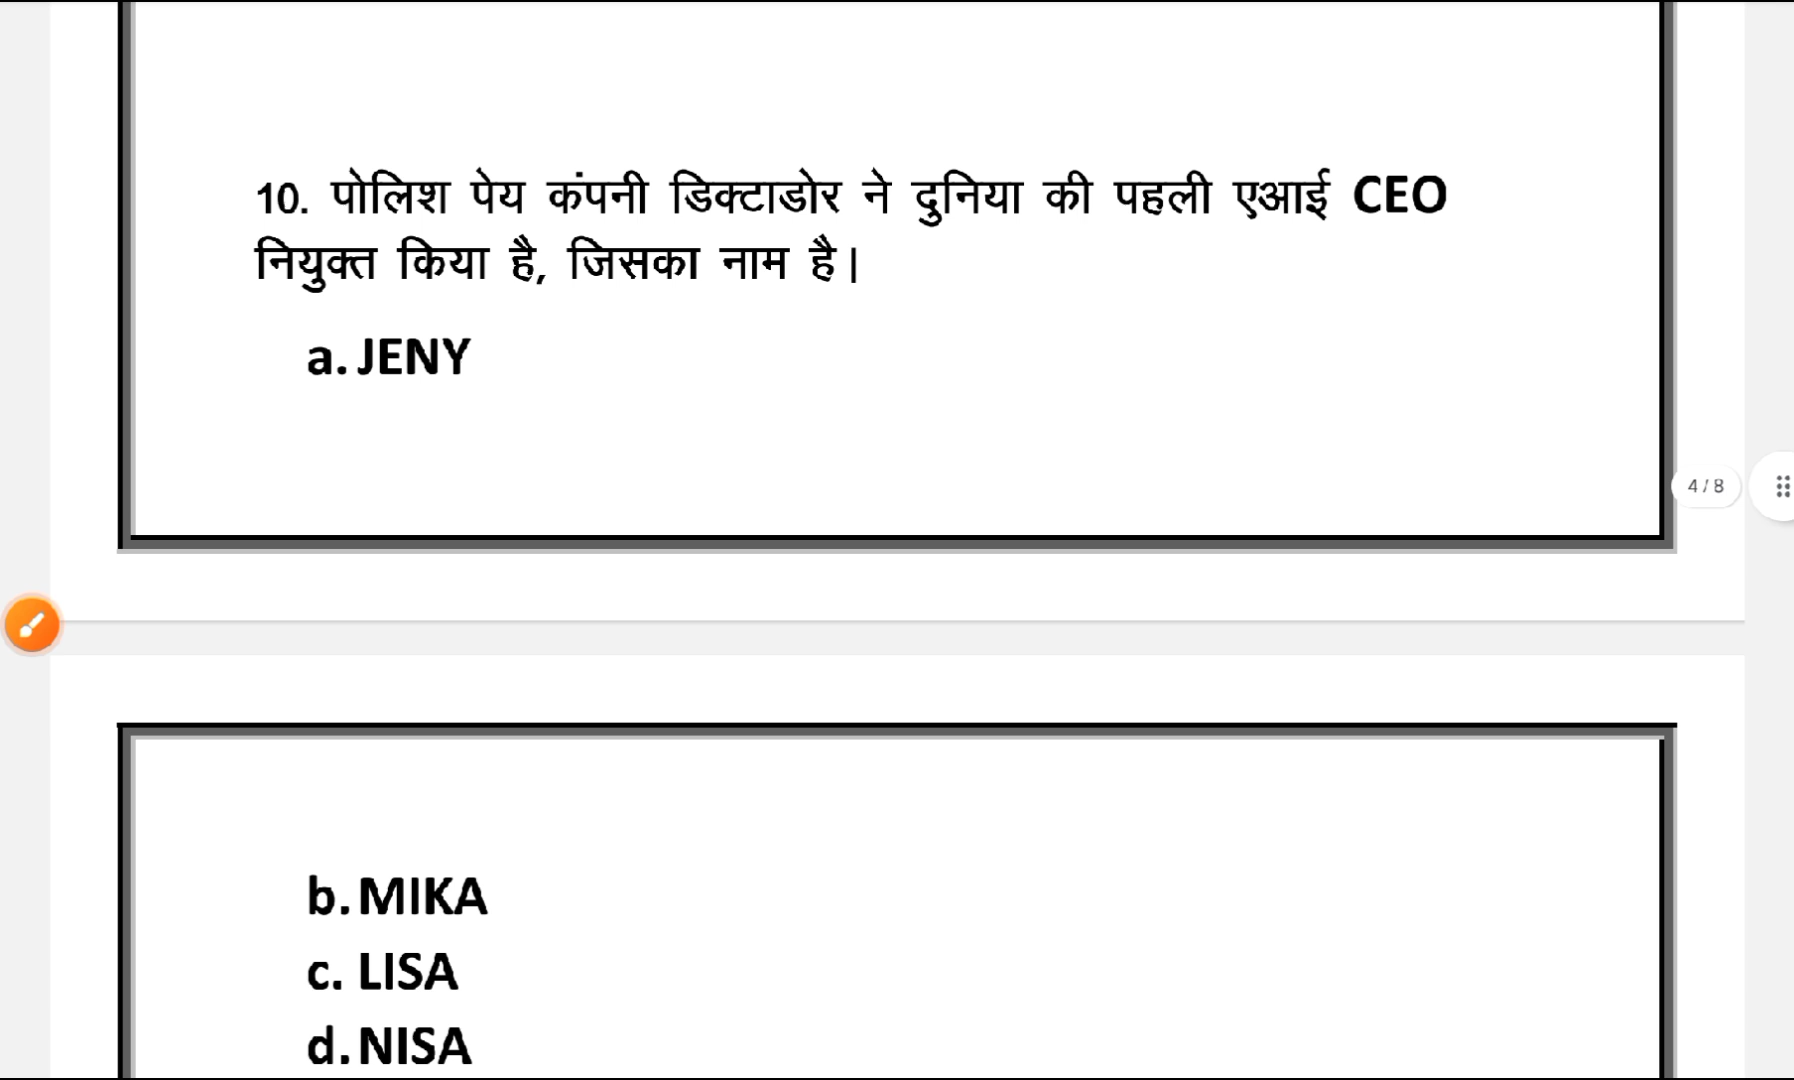 10. पोलिश पेय कंपनी डिक्टाडोर ने दुनिया की पहली एआई CEO
नियुक्त किया है, जिसका नाम है|
a. JENY
4 / 8
b. MIKA
c. LISA
d. NISA